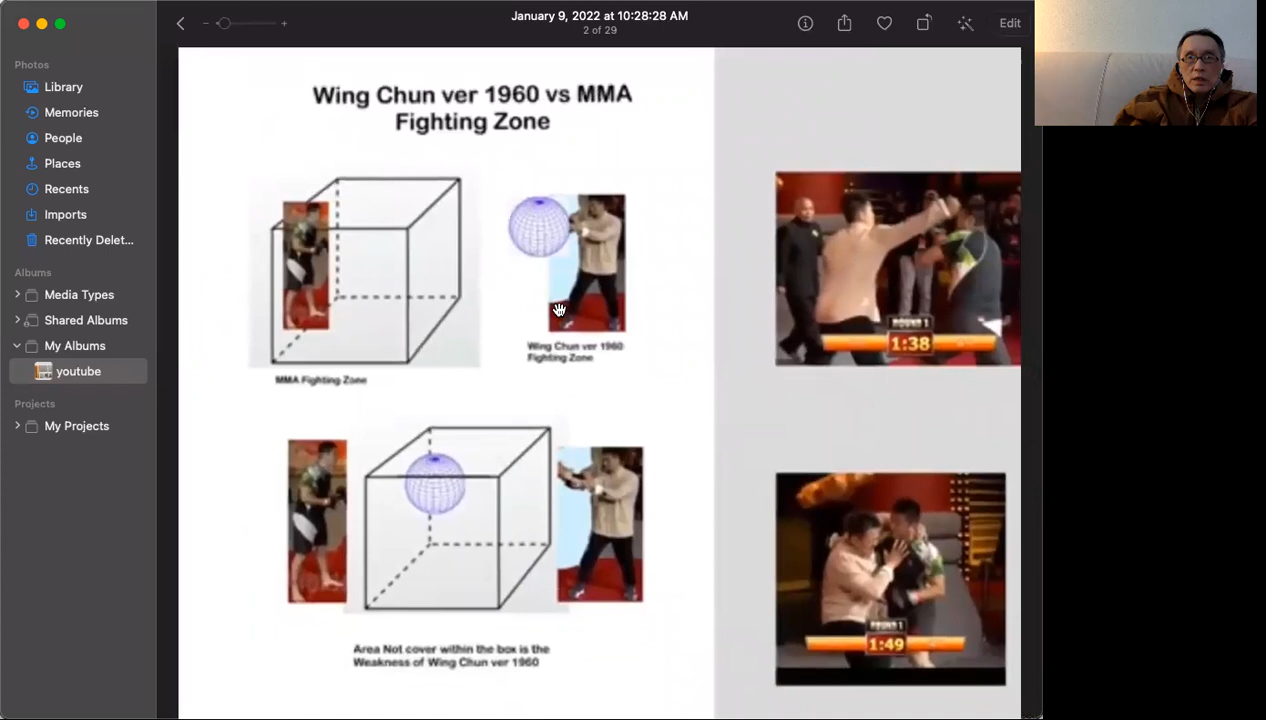 January 9, 2022 at 10:28:28 AM
2 of 29
Edit
Photos
Library
Memories
People
Places
Recents
Imports
Recently Delet...
Albums
Media Types
Shared Albums
My Albums
youtube
Projects
My Projects
Wing Chun ver 1960 vs MMA
Fighting Zone
MMA Fighting Zone
Wing Chun ver 1960
Fighting Zone
Area Not cover within the box is the
Weakness of Wing Chun ver 1960
ROUND 1
1:38
ROUND 1
1:49